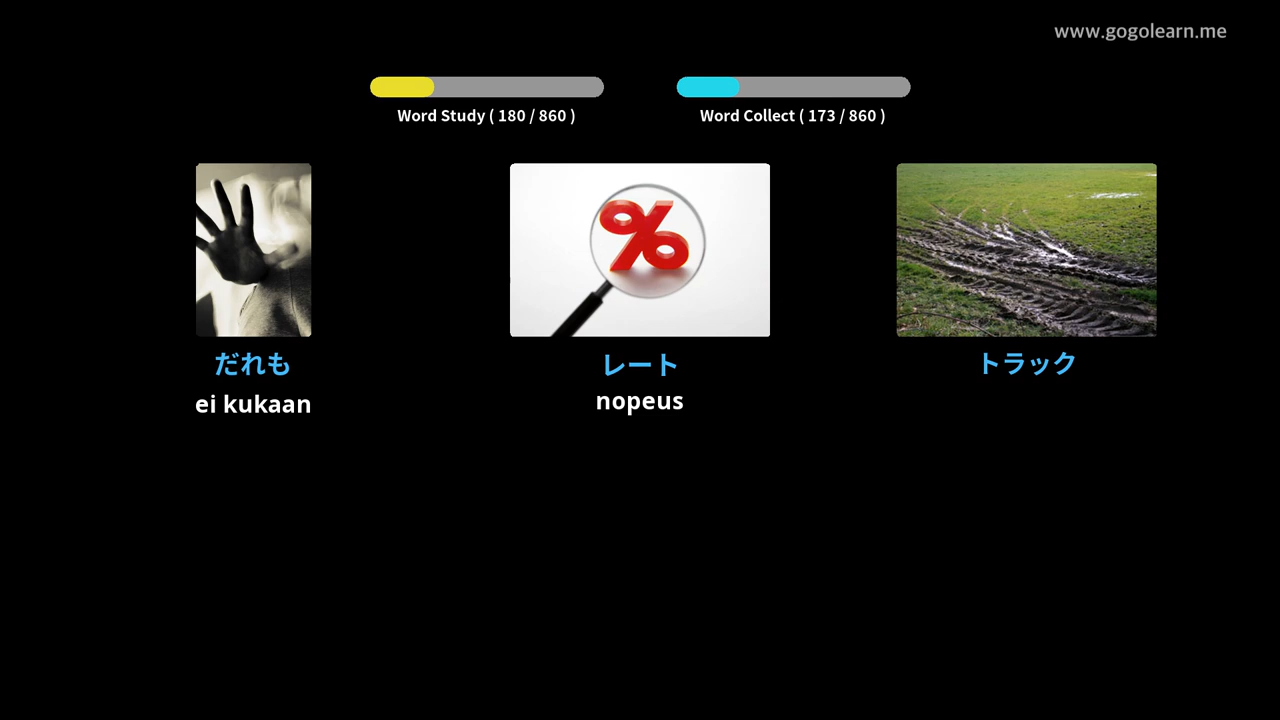 www.gogolearn.me
Word Study ( 180 / 860 )
Word Collect ( 173 / 860 )
%
だれも
レート
トラック
ei kukaan
nopeus